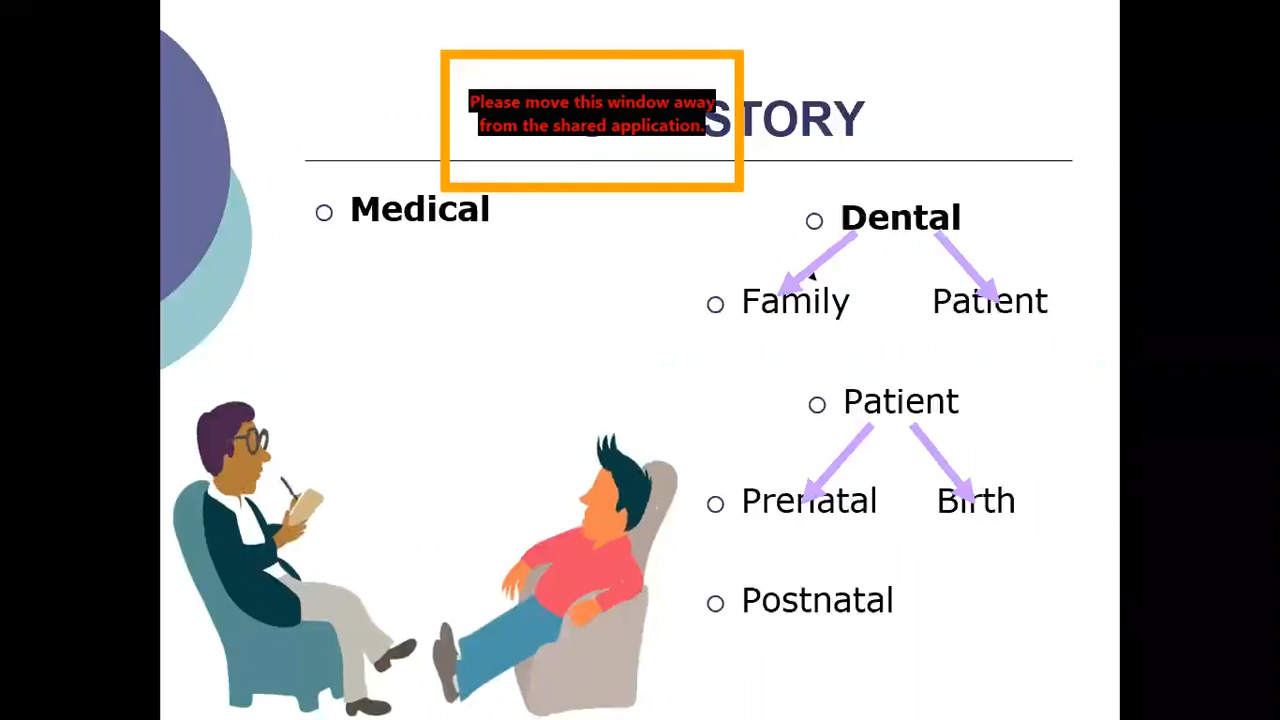 Please move this window away
from the shared application.
STORY
Medical
Dental
Family Patient
Patient
Prenatal Birth
Postnatal